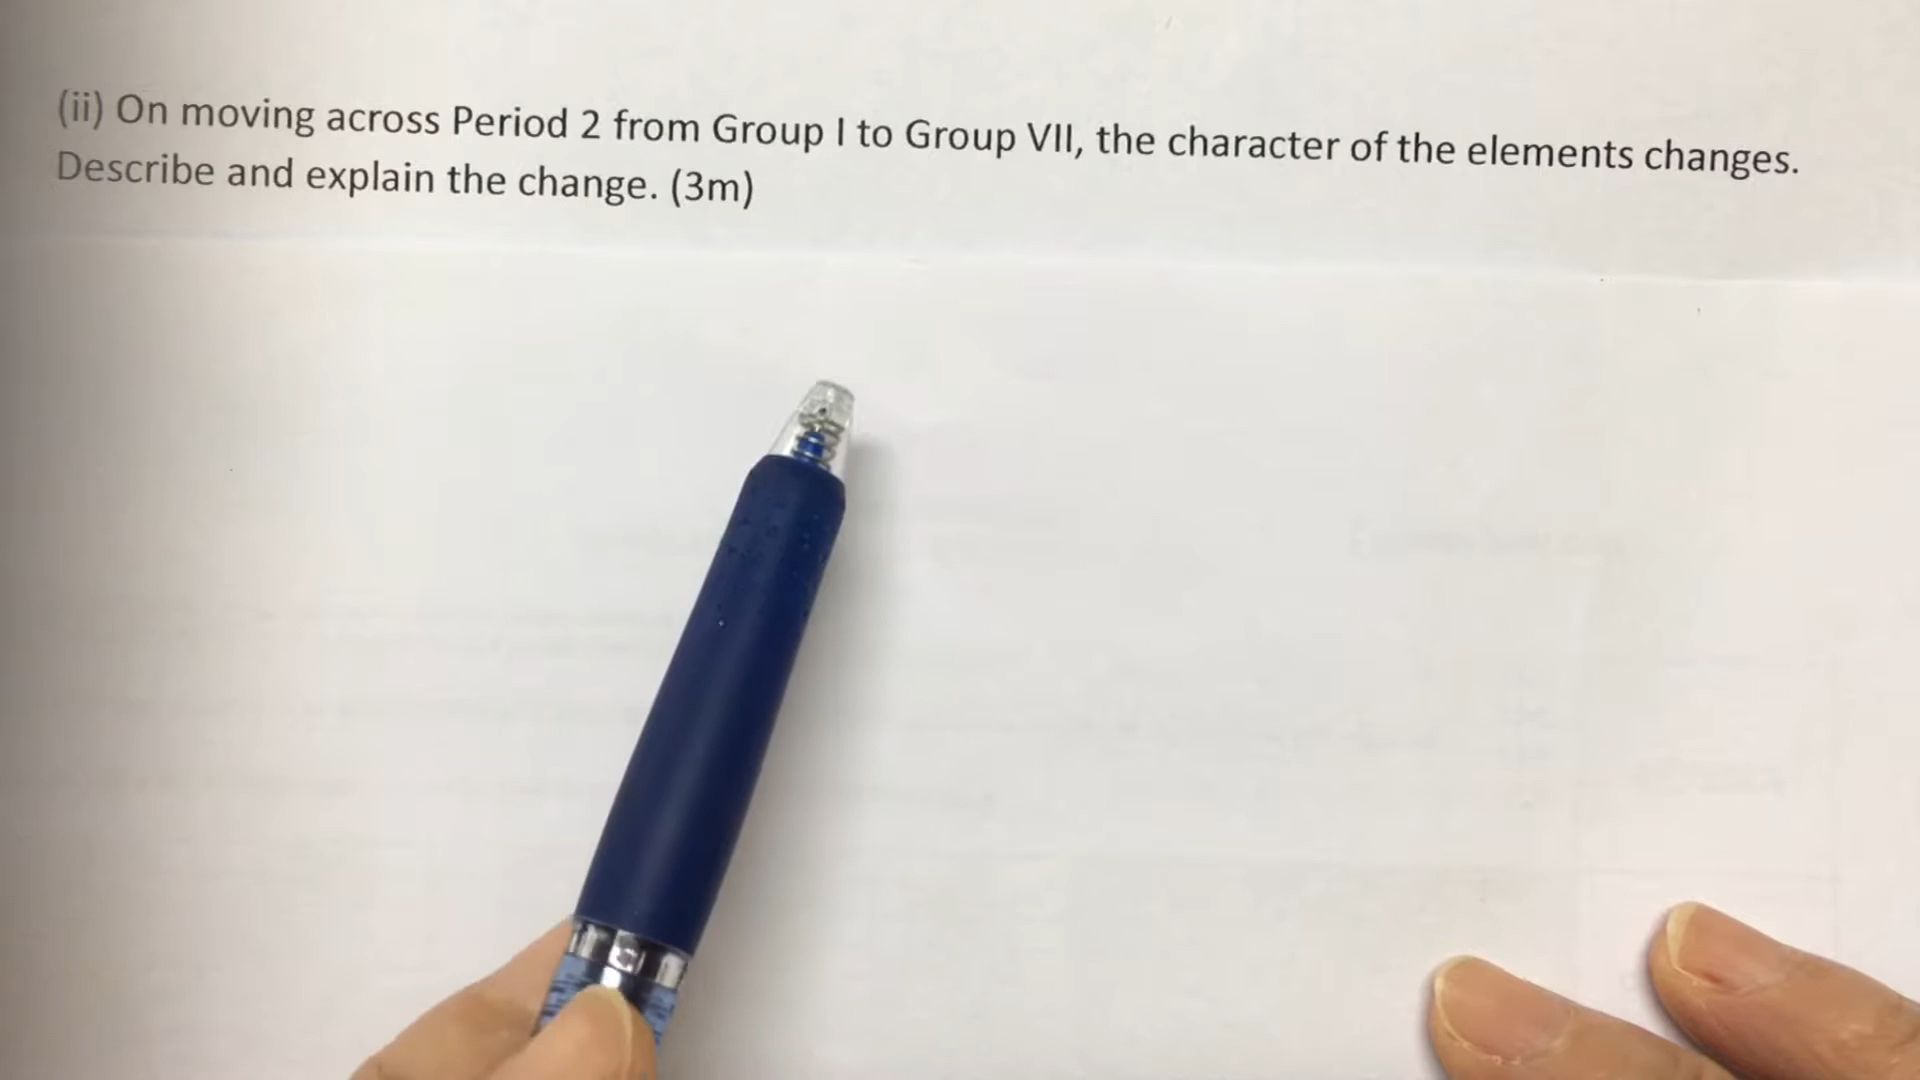 (ii) On moving across Period 2 from Group I to Group VII, the character of the elements changes.
Describe and explain the change. (3m)